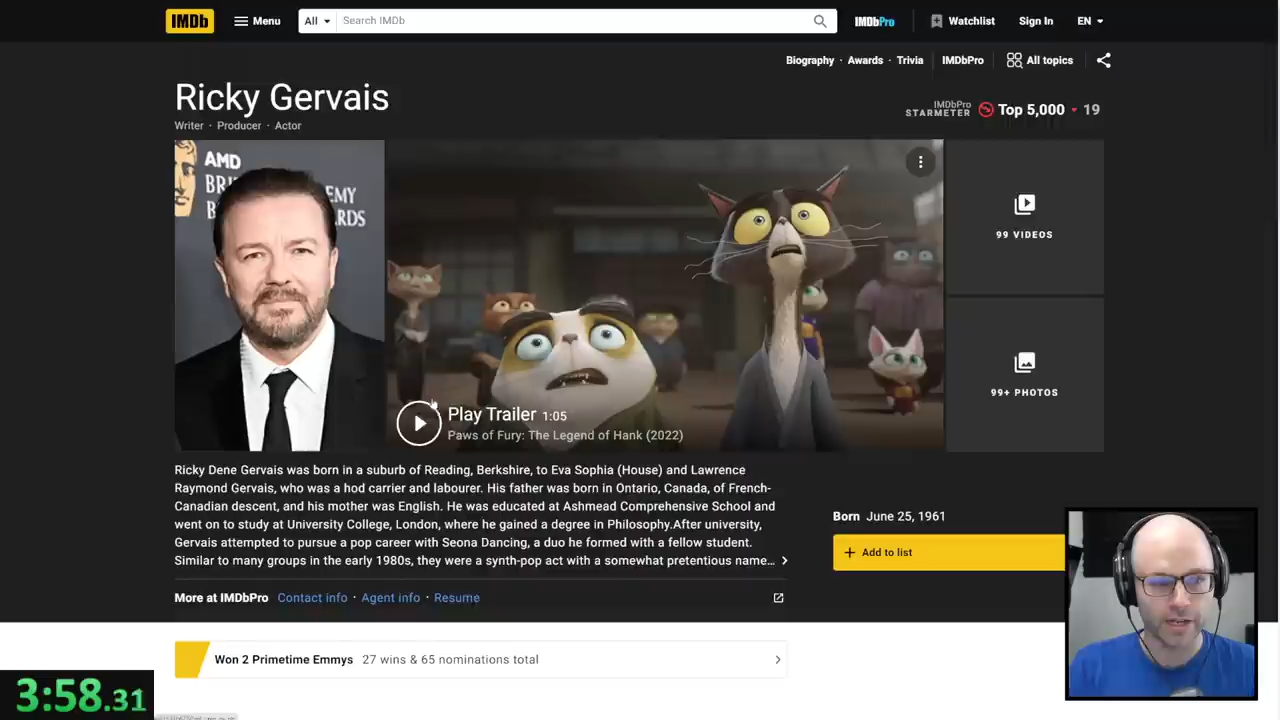 IMDb
Menu
All
Search IMDb
IMDbPro
Watchlist
Sign In
EN
Biography · Awards · Trivia
IMDbPro
All topics
Ricky Gervais
Writer · Producer · Actor
IMDbPro
STARMETER
Top 5,000
19
AMD
99 VIDEOS
99+ PHOTOS
Play Trailer 1:05
Paws of Fury: The Legend of Hank (2022)
Ricky Dene Gervais was born in a suburb of Reading, Berkshire, to Eva Sophia (House) and Lawrence
Raymond Gervais, who was a hod carrier and labourer. His father was born in Ontario, Canada, of French-
Canadian descent, and his mother was English. He was educated at Ashmead Comprehensive School and
went on to study at University College, London, where he gained a degree in Philosophy.After university,
Gervais attempted to pursue a pop career with Seona Dancing, a duo he formed with a fellow student.
Similar to many groups in the early 1980s, they were a synth-pop act with a somewhat pretentious name...
Born June 25, 1961
+ Add to list
More at IMDbPro Contact info · Agent info · Resume
Won 2 Primetime Emmys 27 wins & 65 nominations total
3:58.31